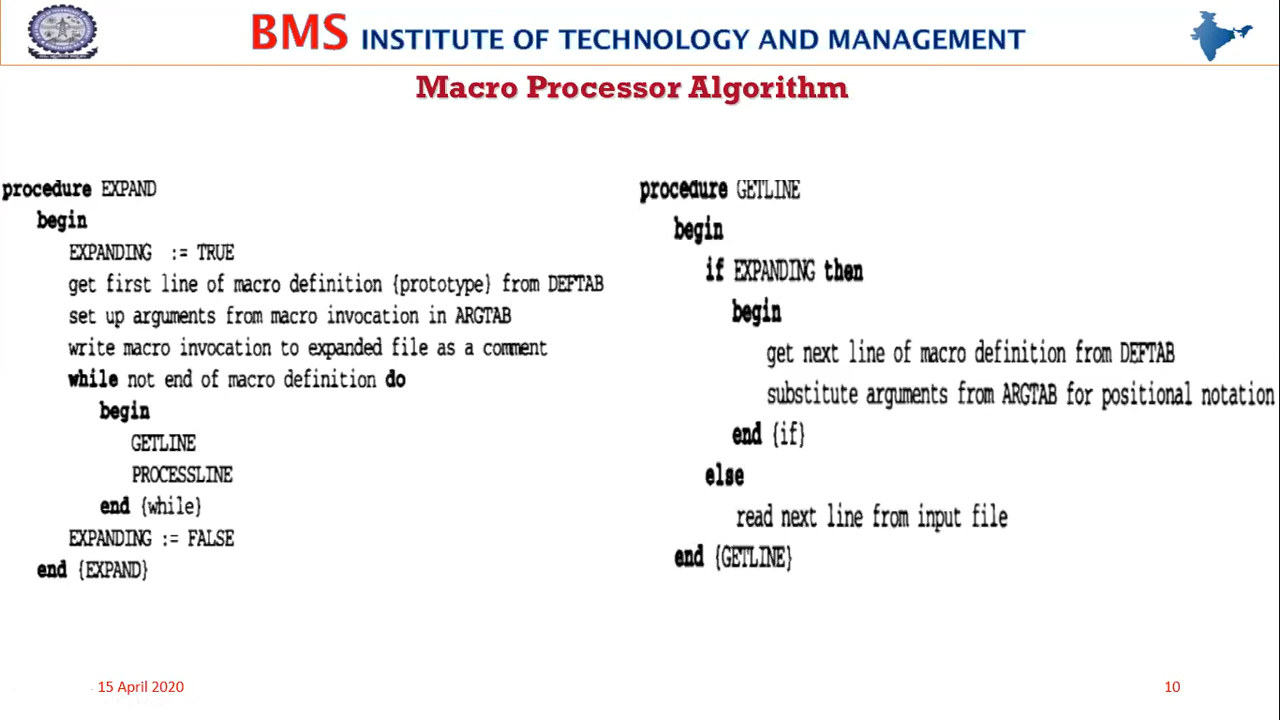 BMS INSTITUTE OF TECHNOLOGY AND MANAGEMENT
Macro Processor Algorithm
procedure EXPAND
begin
EXPANDING := TRUE
get first line of macro definition {prototype} from DEFTAB
set up arguments from macro invocation in ARGTAB
write macro invocation to expanded file as a comment
while not end of macro definition do
begin
GETLINE
PROCESSLINE
end {while}
EXPANDING := FALSE
end {EXPAND}
procedure GETLINE
begin
if EXPANDING then
begin
get next line of macro definition from DEFTAB
substitute arguments from ARGTAB for positional notation
end {if}
else
read next line from input file
end {GETLINE}
15 April 2020
10